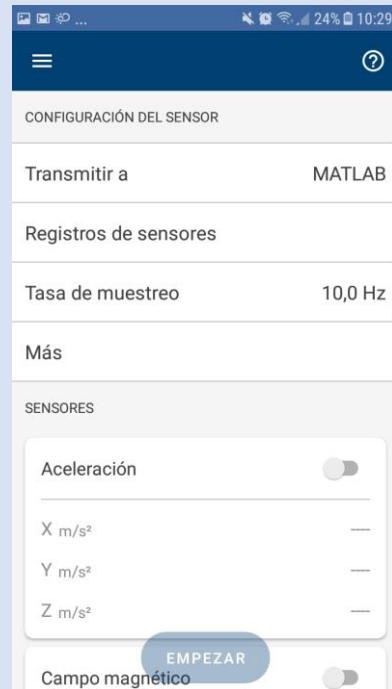 ... 24% 10:29
CONFIGURACIÓN DEL SENSOR
Transmitir a MATLAB
Registros de sensores
Tasa de muestreo 10,0 Hz
Más
SENSORES
Aceleración
X m/s² —
Y m/s² —
Z m/s² —
EMPEZAR
Campo magnético